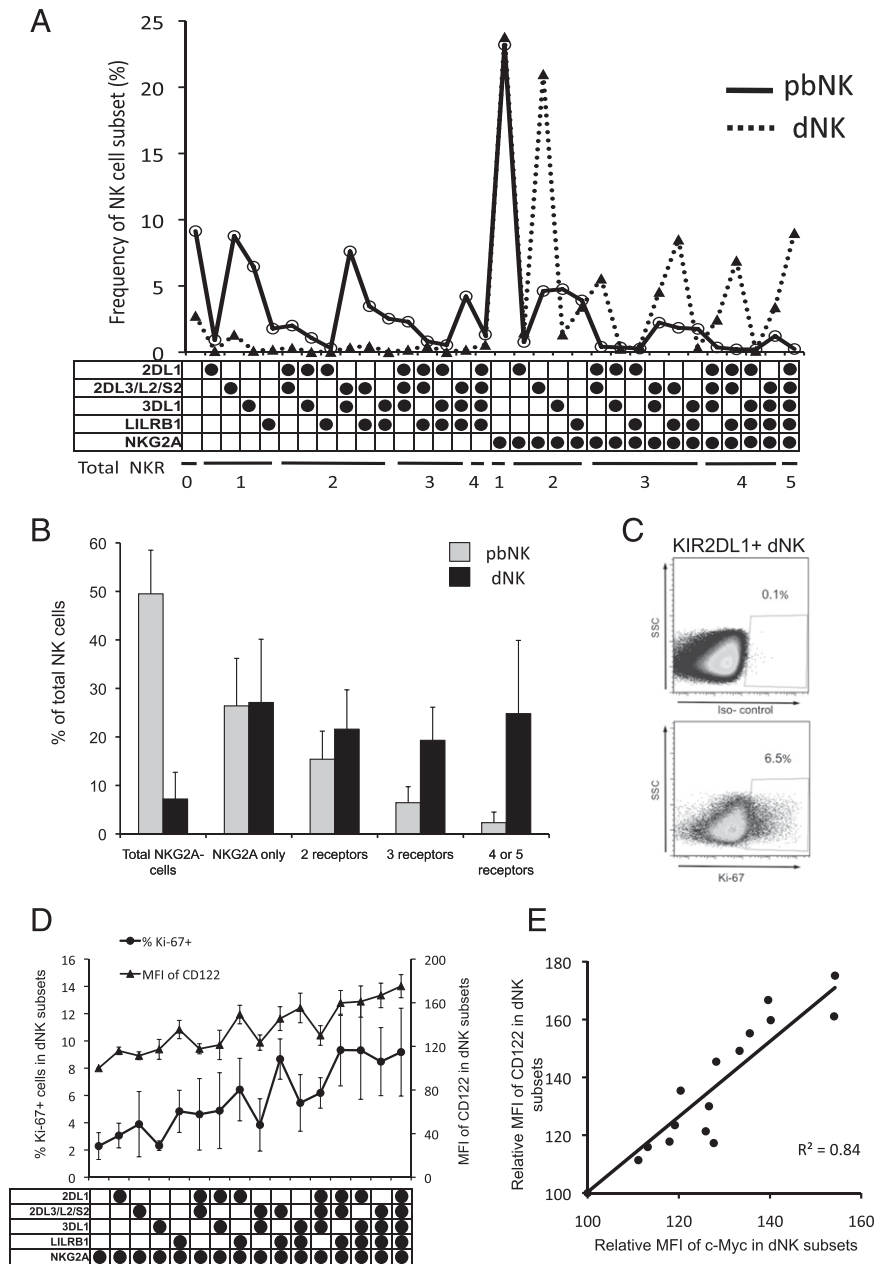 A
25
20
15
10
5
0
Frequency of NK cell subset (%)
pbNK
dNK
2DL1
2DL3/L2/S2
3DL1
LILRB1
NKG2A
Total NKR
0 1 2 3 4 1 2 3 4 5
B
60
50
40
30
20
10
0
% of total NK cells
pbNK
dNK
Total NKG2A- cells
NKG2A only
2 receptors
3 receptors
4 or 5 receptors
C
KIR2DL1+ dNK
0.1%
SSC
Iso- control
6.5%
SSC
Ki-67
D
% Ki-67+
MFI of CD122
16
14
12
10
8
6
4
2
0
% Ki-67+ cells in dNK subsets
200
160
120
80
40
0
MFI of CD122 in dNK subsets
2DL1
2DL3/L2/S2
3DL1
LILRB1
NKG2A
E
180
160
140
120
100
Relative MFI of CD122 in dNK
subsets
R² = 0.84
100 120 140 160
Relative MFI of c-Myc in dNK subsets